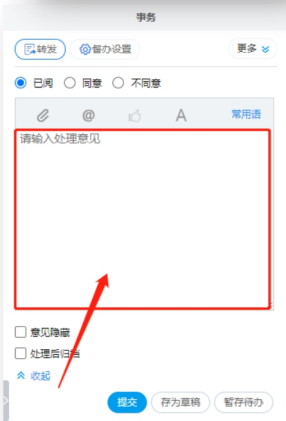 事务
转发 督办设置 更多
已阅 同意 不同意
@ A 常用语
请输入处理意见
意见隐藏
处理后归档
收起
提交 存为草稿 暂存待办